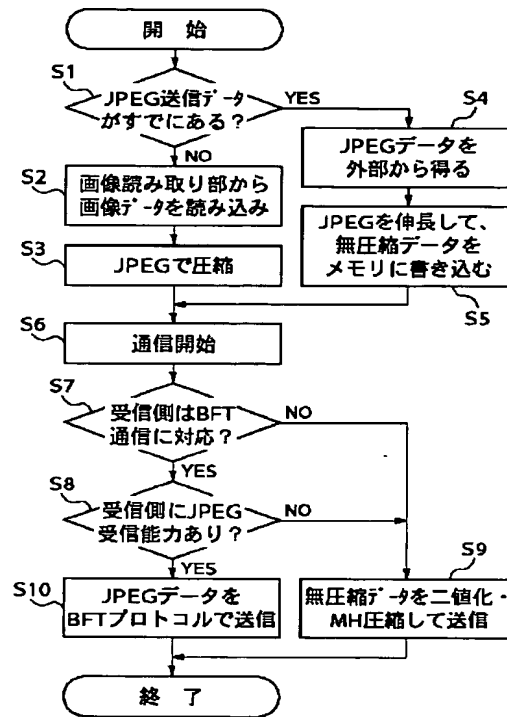 開 始
S1
JPEG送信データ
がすでにある?
YES
NO
S2
画像読み取り部から
画像データを読み込み
S3
JPEGで圧縮
S4
JPEGデータを
外部から得る
JPEGを伸長して、
無圧縮データを
メモリに書き込む
S5
S6
通信開始
S7
受信側はBFT
通信に対応?
NO
YES
S8
受信側にJPEG
受信能力あり?
NO
YES
S10
JPEGデータを
BFTプロトコルで送信
S9
無圧縮データを二値化・
MH圧縮して送信
終 了